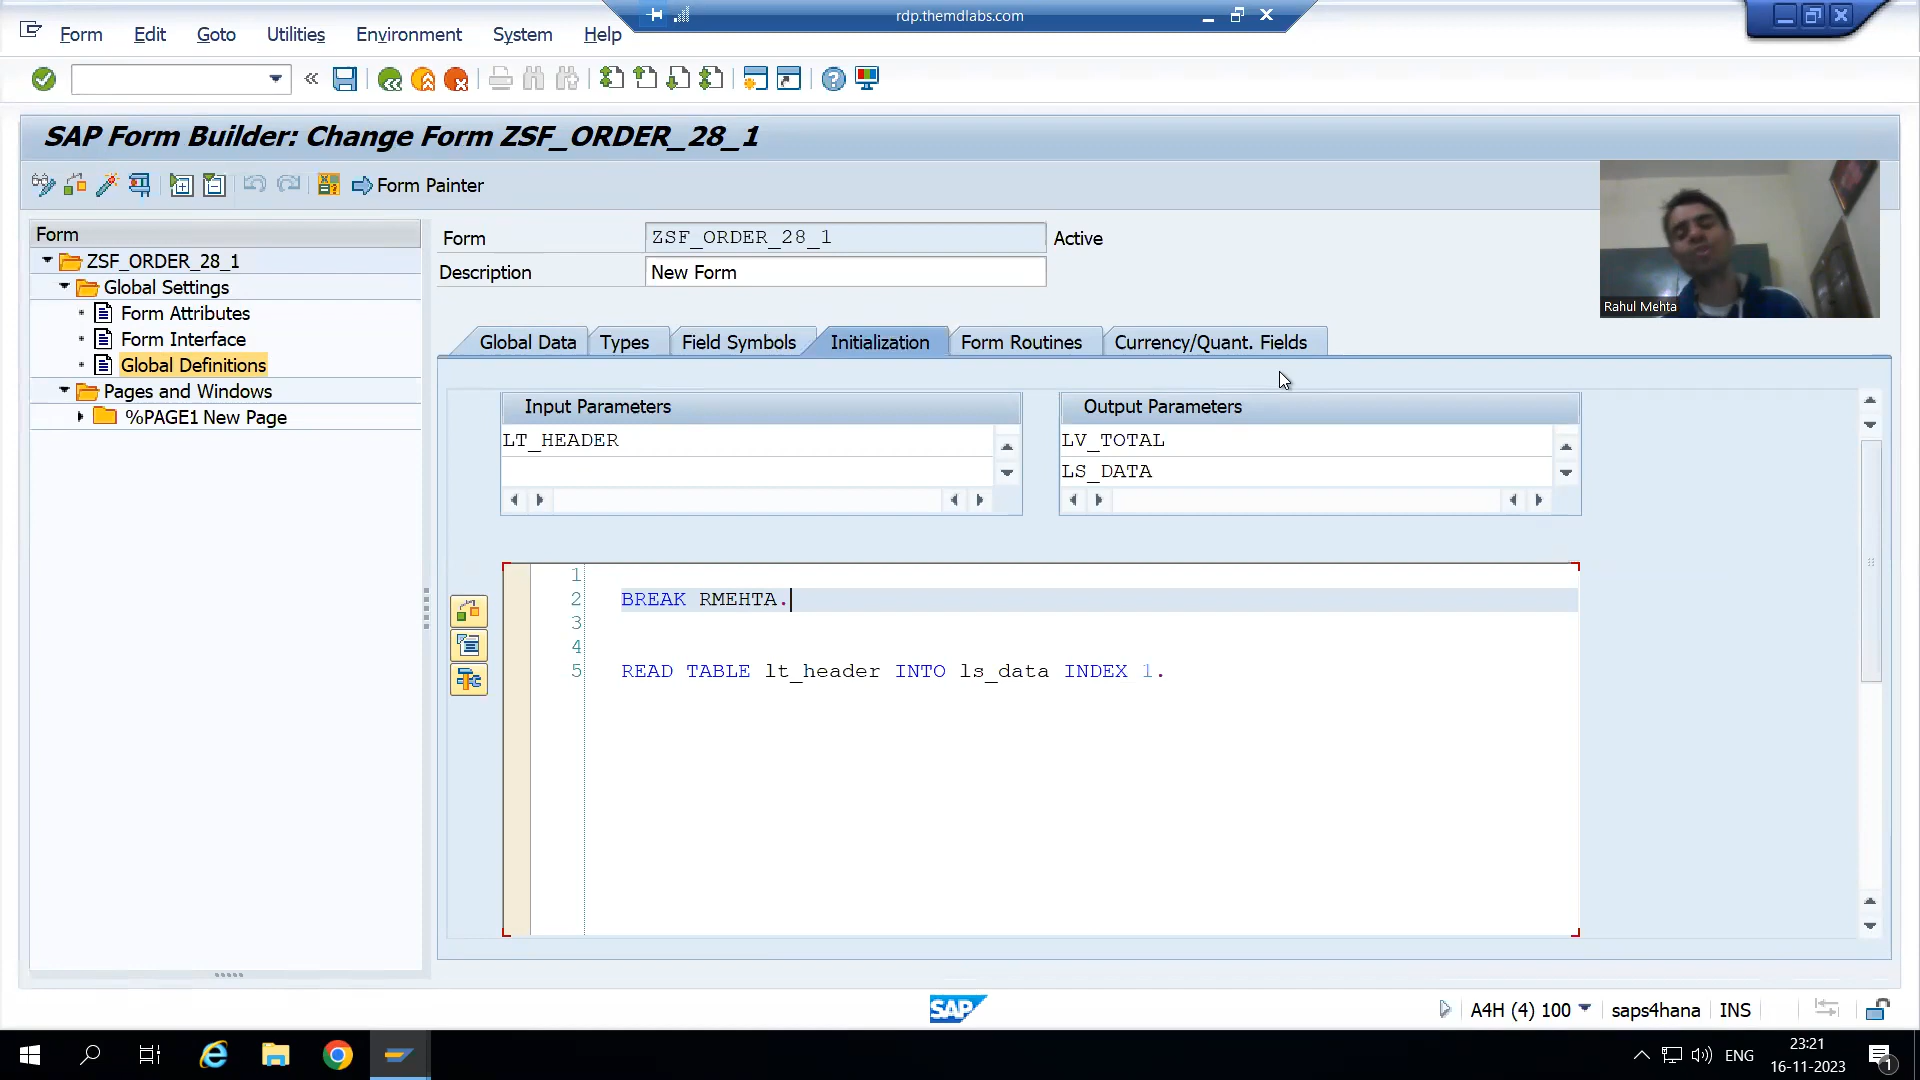 rdp.themdlabs.com
Form Edit Goto Utilities Environment System Help
SAP Form Builder: Change Form ZSF_ORDER_28_1
Form Painter
Form
ZSF_ORDER_28_1
Global Settings
Form Attributes
Form Interface
Global Definitions
Pages and Windows
%PAGE1 New Page
Form ZSF_ORDER_28_1 Active
Description New Form
Rahul Mehta
Global Data Types Field Symbols Initialization Form Routines Currency/Quant. Fields
Input Parameters Output Parameters
LT_HEADER LV_TOTAL
LS_DATA
1
2 BREAK RMEHTA.
3
4
5 READ TABLE lt_header INTO ls_data INDEX 1.
SAP
A4H (4) 100 saps4hana INS
ENG
23:21
16-11-2023
1